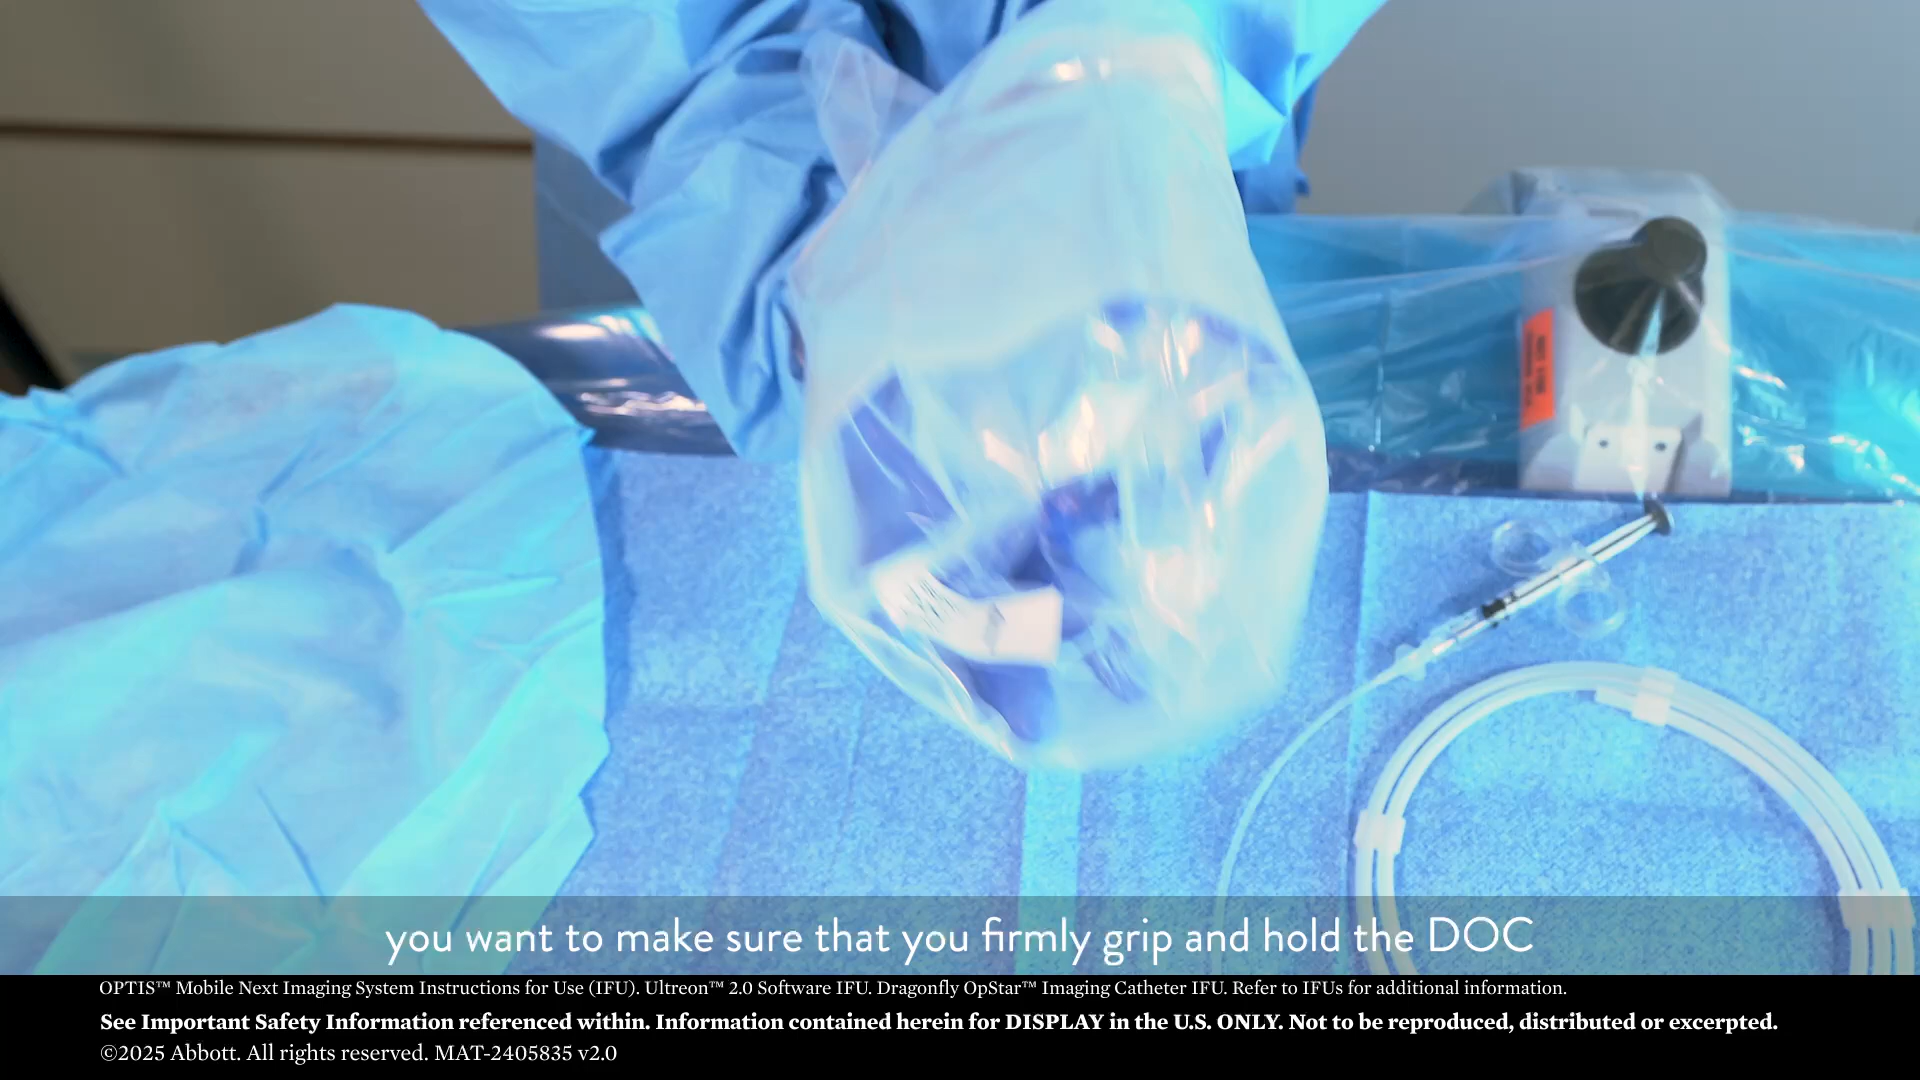 you want to make sure that you firmly grip and hold the DOC
OPTIS™ Mobile Next Imaging System Instructions for Use (IFU). Ultreon™ 2.0 Software IFU. Dragonfly OpStar™ Imaging Catheter IFU. Refer to IFUs for additional information.
See Important Safety Information referenced within. Information contained herein for DISPLAY in the U.S. ONLY. Not to be reproduced, distributed or excerpted.
©2025 Abbott. All rights reserved. MAT-2405835 v2.0